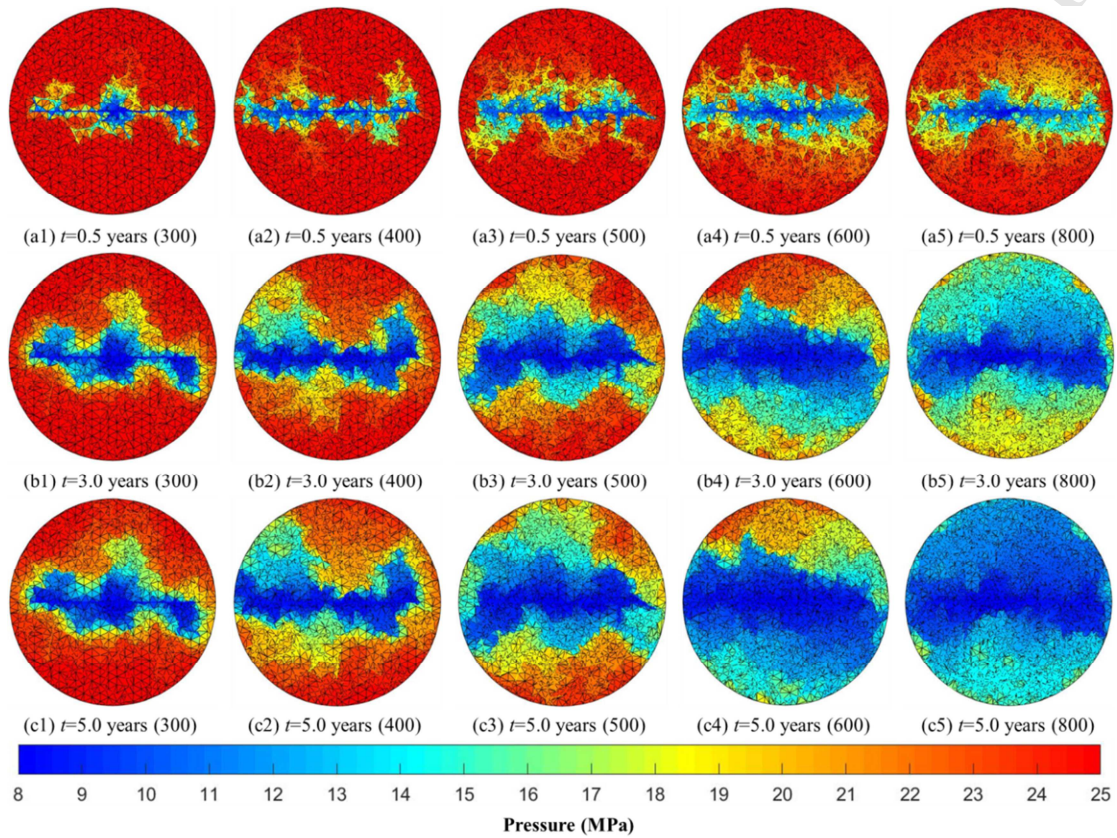 (a1) t=0.5 years (300) (a2) t=0.5 years (400) (a3) t=0.5 years (500) (a4) t=0.5 years (600) (a5) t=0.5 years (800)
(b1) t=3.0 years (300) (b2) t=3.0 years (400) (b3) t=3.0 years (500) (b4) t=3.0 years (600) (b5) t=3.0 years (800)
(c1) t=5.0 years (300) (c2) t=5.0 years (400) (c3) t=5.0 years (500) (c4) t=5.0 years (600) (c5) t=5.0 years (800)
8 9 10 11 12 13 14 15 16 17 18 19 20 21 22 23 24 25
Pressure (MPa)